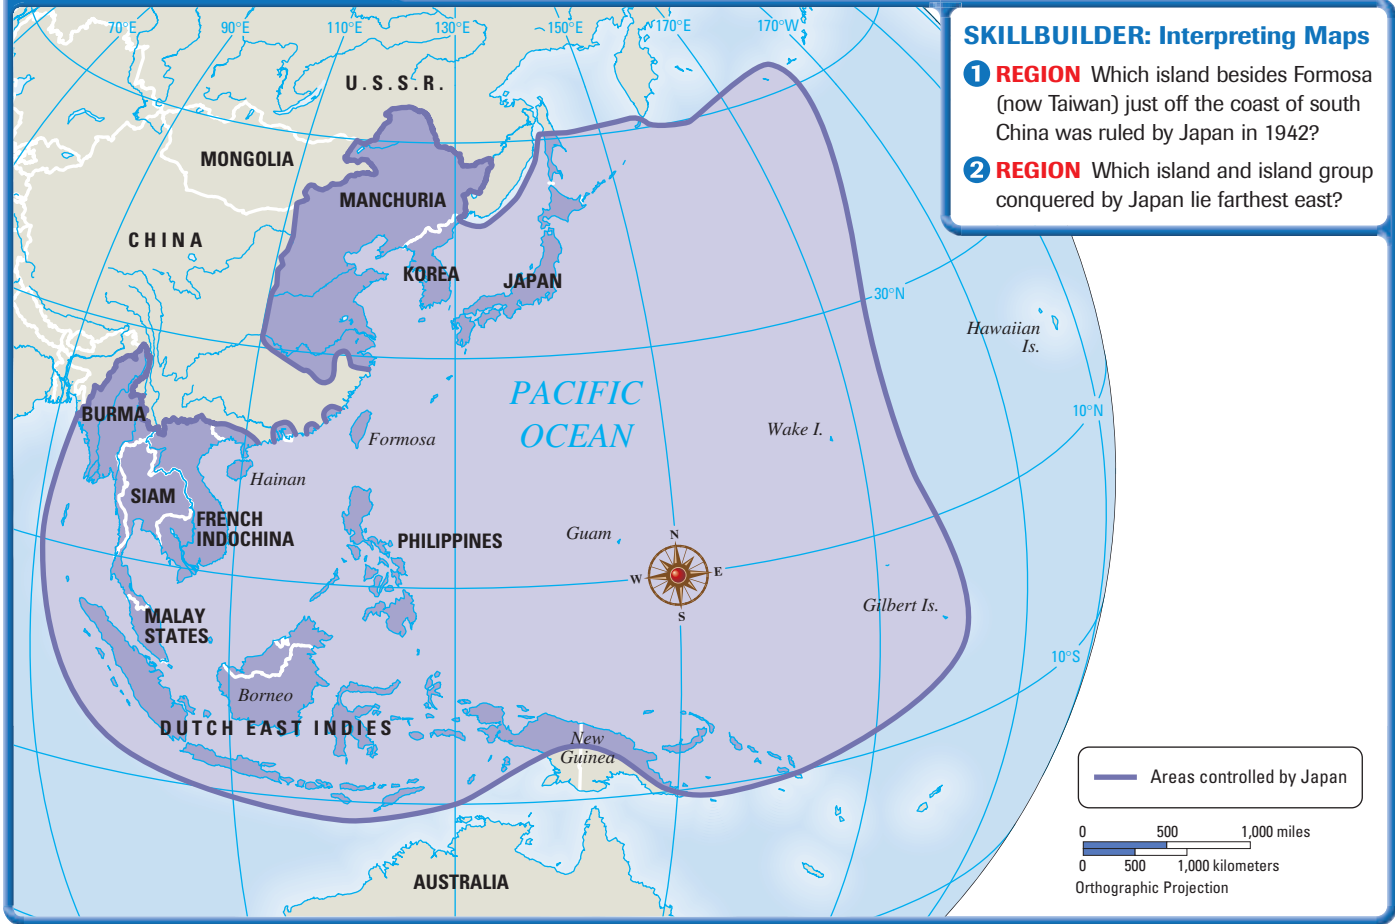 70°E 90°E 110°E 130°E 150°E 170°E 170°W
SKILLBUILDER: Interpreting Maps
1 REGION Which island besides Formosa
(now Taiwan) just off the coast of south
China was ruled by Japan in 1942?
2 REGION Which island and island group
conquered by Japan lie farthest east?
U.S.S.R.
MONGOLIA
MANCHURIA
CHINA
KOREA
JAPAN
30°N
Hawaiian
Is.
PACIFIC
OCEAN
10°N
BURMA
Formosa
Wake I.
Hainan
SIAM
FRENCH
INDOCHINA
PHILIPPINES
Guam
N
W
E
S
Gilbert Is.
MALAY
STATES
10°S
Borneo
DUTCH EAST INDIES
New
Guinea
Areas controlled by Japan
0 500 1,000 miles
0 500 1,000 kilometers
Orthographic Projection
AUSTRALIA